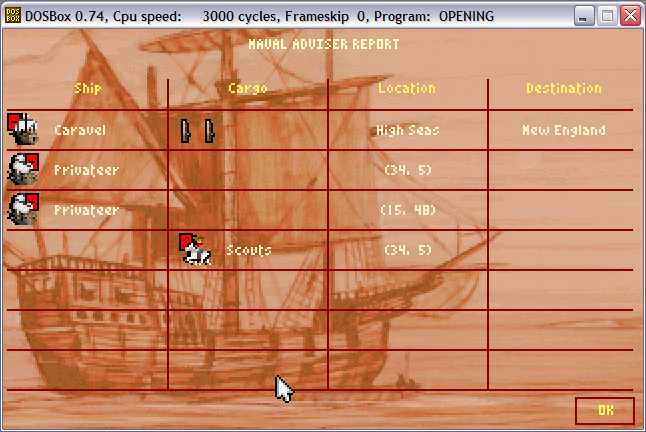 DOSBox 0.74, Cpu speed: 3000 cycles, Frameskip 0, Program: OPENING
NAVAL ADVISER REPORT
Ship Cargo Location Destination
Caravel High Seas New England
Privateer (34, 5)
Privateer (15, 48)
Scouts (34, 5)
OK